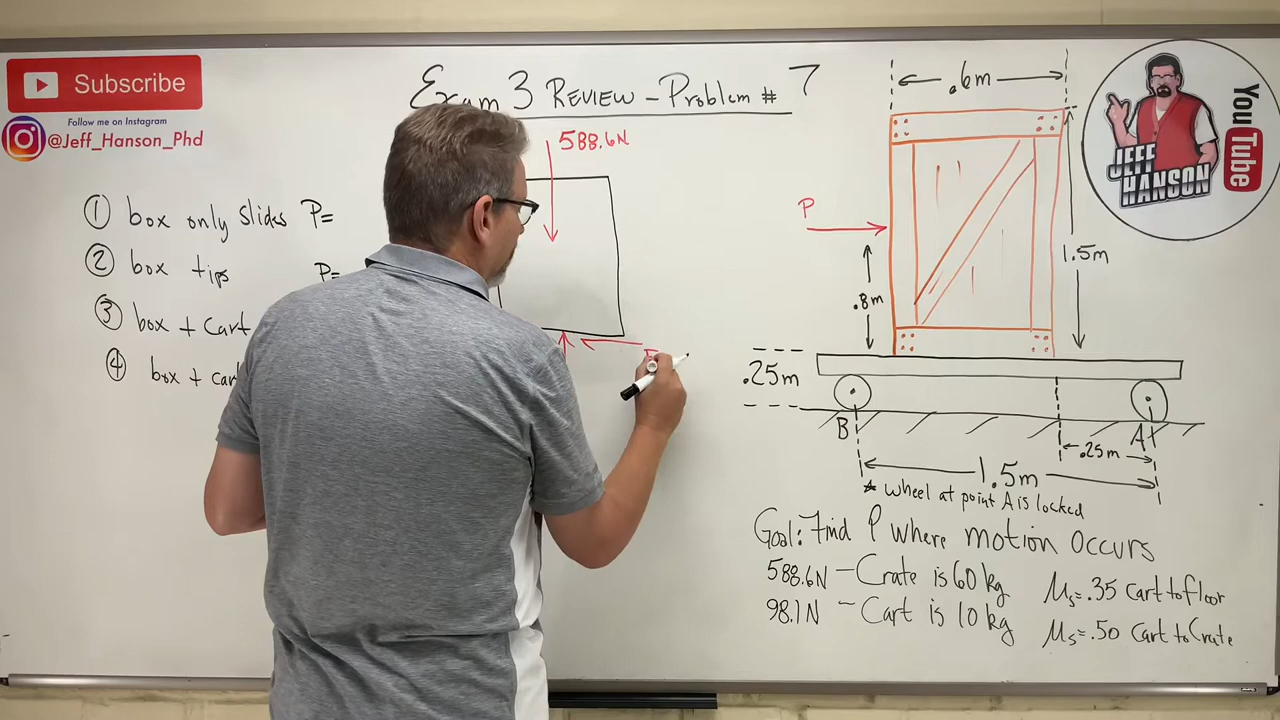 Subscribe
Follow me on Instagram
@Jeff_Hanson_Phd
Exam 3 REVIEW - Problem # 7
588.6N
① box only slides P=
② box tips P=
③ box + cart
④ box + car
.6m
P
.8m
1.5m
.25m
B
A
.25m
1.5m
* wheel at point A is locked
Goal: Find P where motion occurs
588.6N - Crate is 60 kg
μs = .35 Cart to floor
98.1N - Cart is 10 kg
μs = .50 Cart to Crate
JEFF
HANSON
You
Tube